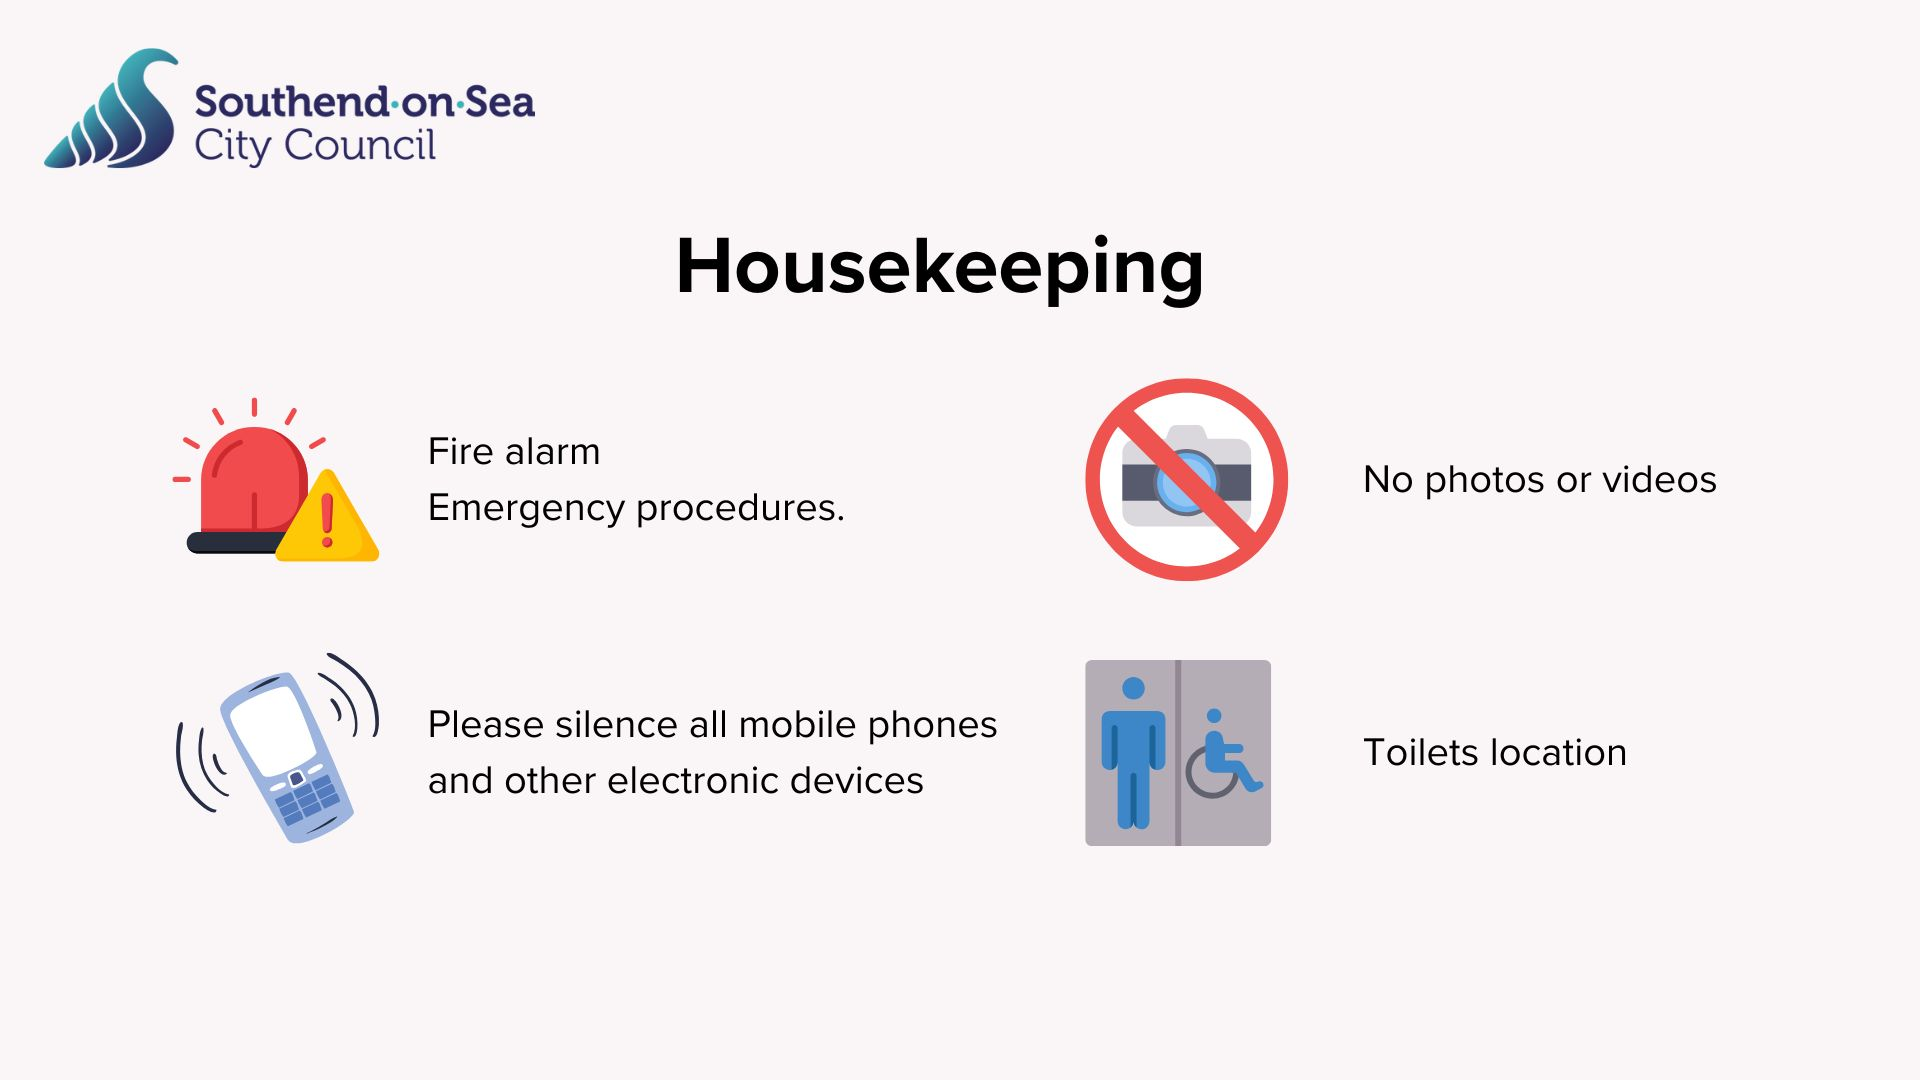 Southend·on·Sea
City Council
Housekeeping
Fire alarm
Emergency procedures.
No photos or videos
Please silence all mobile phones
and other electronic devices
Toilets location